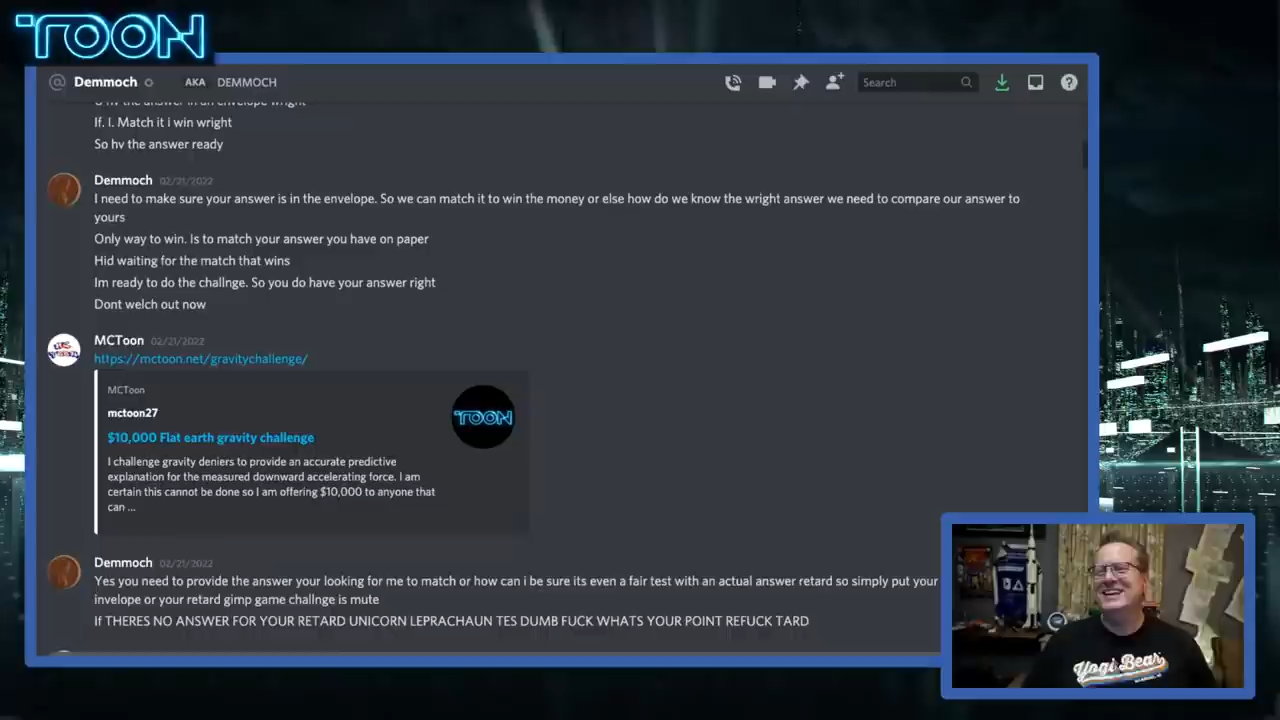 TOON
@ Demmoch AKA DEMMOCH Search
If. I. Match it i win wright
So hv the answer ready
Demmoch 02/21/2022
I need to make sure your answer is in the envelope. So we can match it to win the money or else how do we know the wright answer we need to compare our answer to
yours
Only way to win. Is to match your answer you have on paper
Hid waiting for the match that wins
Im ready to do the challnge. So you do have your answer right
Dont welch out now
MCToon 02/21/2022
https://mctoon.net/gravitychallenge/
MCToon
mctoon27
TOON
$10,000 Flat earth gravity challenge
I challenge gravity deniers to provide an accurate predictive
explanation for the measured downward accelerating force. I am
certain this cannot be done so I am offering $10,000 to anyone that
can ...
Demmoch 02/21/2022
Yes you need to provide the answer your looking for me to match or how can i be sure its even a fair test with an actual answer retard so simply put your
invelope or your retard gimp game challnge is mute
If THERES NO ANSWER FOR YOUR RETARD UNICORN LEPRACHAUN TES DUMB FUCK WHATS YOUR POINT REFUCK TARD
Yogi Bear